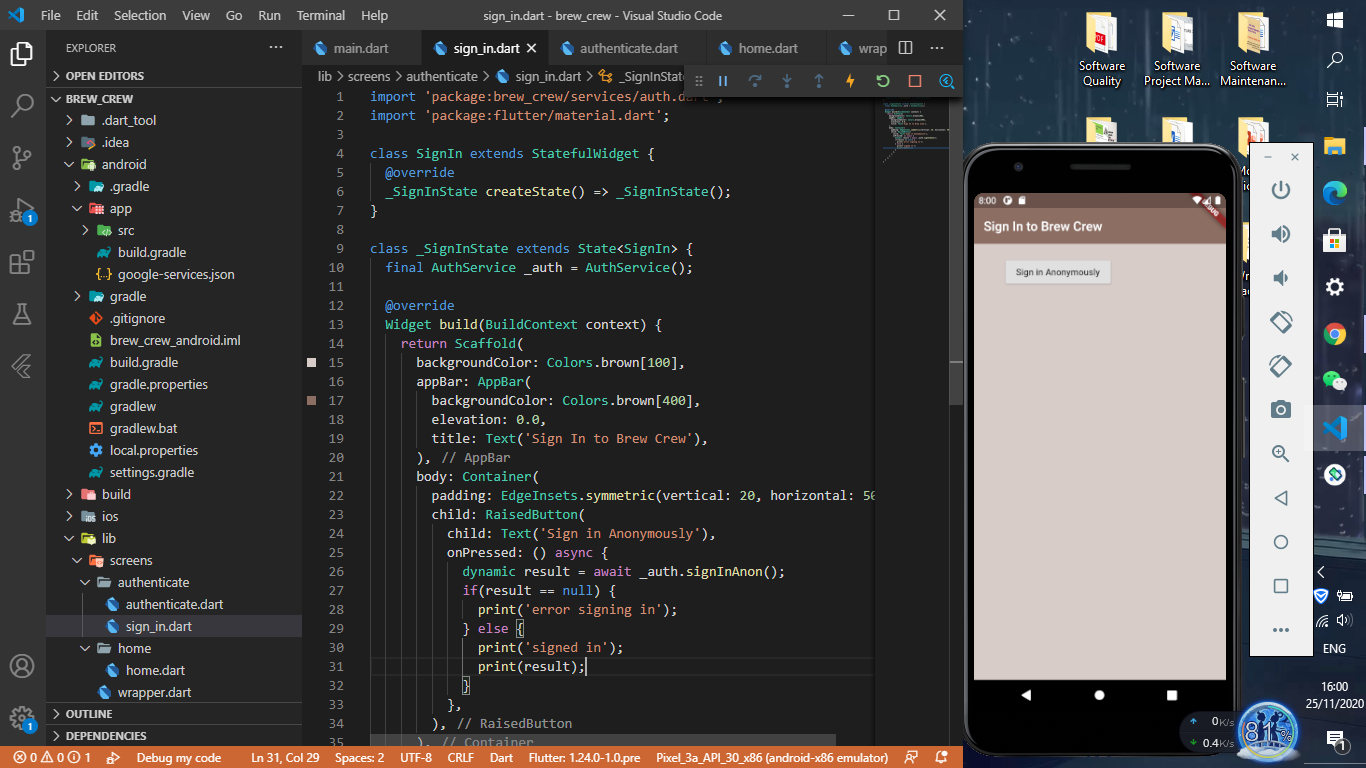 File Edit Selection View Go Run Terminal Help
sign_in.dart - brew_crew - Visual Studio Code
EXPLORER
OPEN EDITORS
BREW_CREW
.dart_tool
.idea
android
.gradle
app
src
build.gradle
google-services.json
gradle
.gitignore
brew_crew_android.iml
build.gradle
gradle.properties
gradlew
gradlew.bat
local.properties
settings.gradle
build
ios
lib
screens
authenticate
authenticate.dart
sign_in.dart
home
home.dart
wrapper.dart
OUTLINE
DEPENDENCIES
1
1
main.dart sign_in.dart authenticate.dart home.dart wrap
lib > screens > authenticate > sign_in.dart > _SignInState
1 import 'package:brew_crew/services/auth.dart';
2 import 'package:flutter/material.dart';
3
4 class SignIn extends StatefulWidget {
5 @override
6 _SignInState createState() => _SignInState();
7 }
8
9 class _SignInState extends State<SignIn> {
10 final AuthService _auth = AuthService();
11
12 @override
13 Widget build(BuildContext context) {
14 return Scaffold(
15 backgroundColor: Colors.brown[100],
16 appBar: AppBar(
17 backgroundColor: Colors.brown[400],
18 elevation: 0.0,
19 title: Text('Sign In to Brew Crew'),
20 ), // AppBar
21 body: Container(
22 padding: EdgeInsets.symmetric(vertical: 20, horizontal: 50
23 child: RaisedButton(
24 child: Text('Sign in Anonymously'),
25 onPressed: () async {
26 dynamic result = await _auth.signInAnon();
27 if(result == null) {
28 print('error signing in');
29 } else {
30 print('signed in');
31 print(result);
32 }
33 },
34 ), // RaisedButton
35 ), // Container
0 0 1 Debug my code Ln 31, Col 29 Spaces: 2 UTF-8 CRLF Dart Flutter: 1.24.0-1.0.pre Pixel_3a_API_30_x86 (android-x86 emulator)
Software Quality
Software Project Ma...
Software Maintenan...
8:00
DEBUG
Sign In to Brew Crew
Sign in Anonymously
ENG
16:00
25/11/2020
0K/s
0.4K/s
81%
1